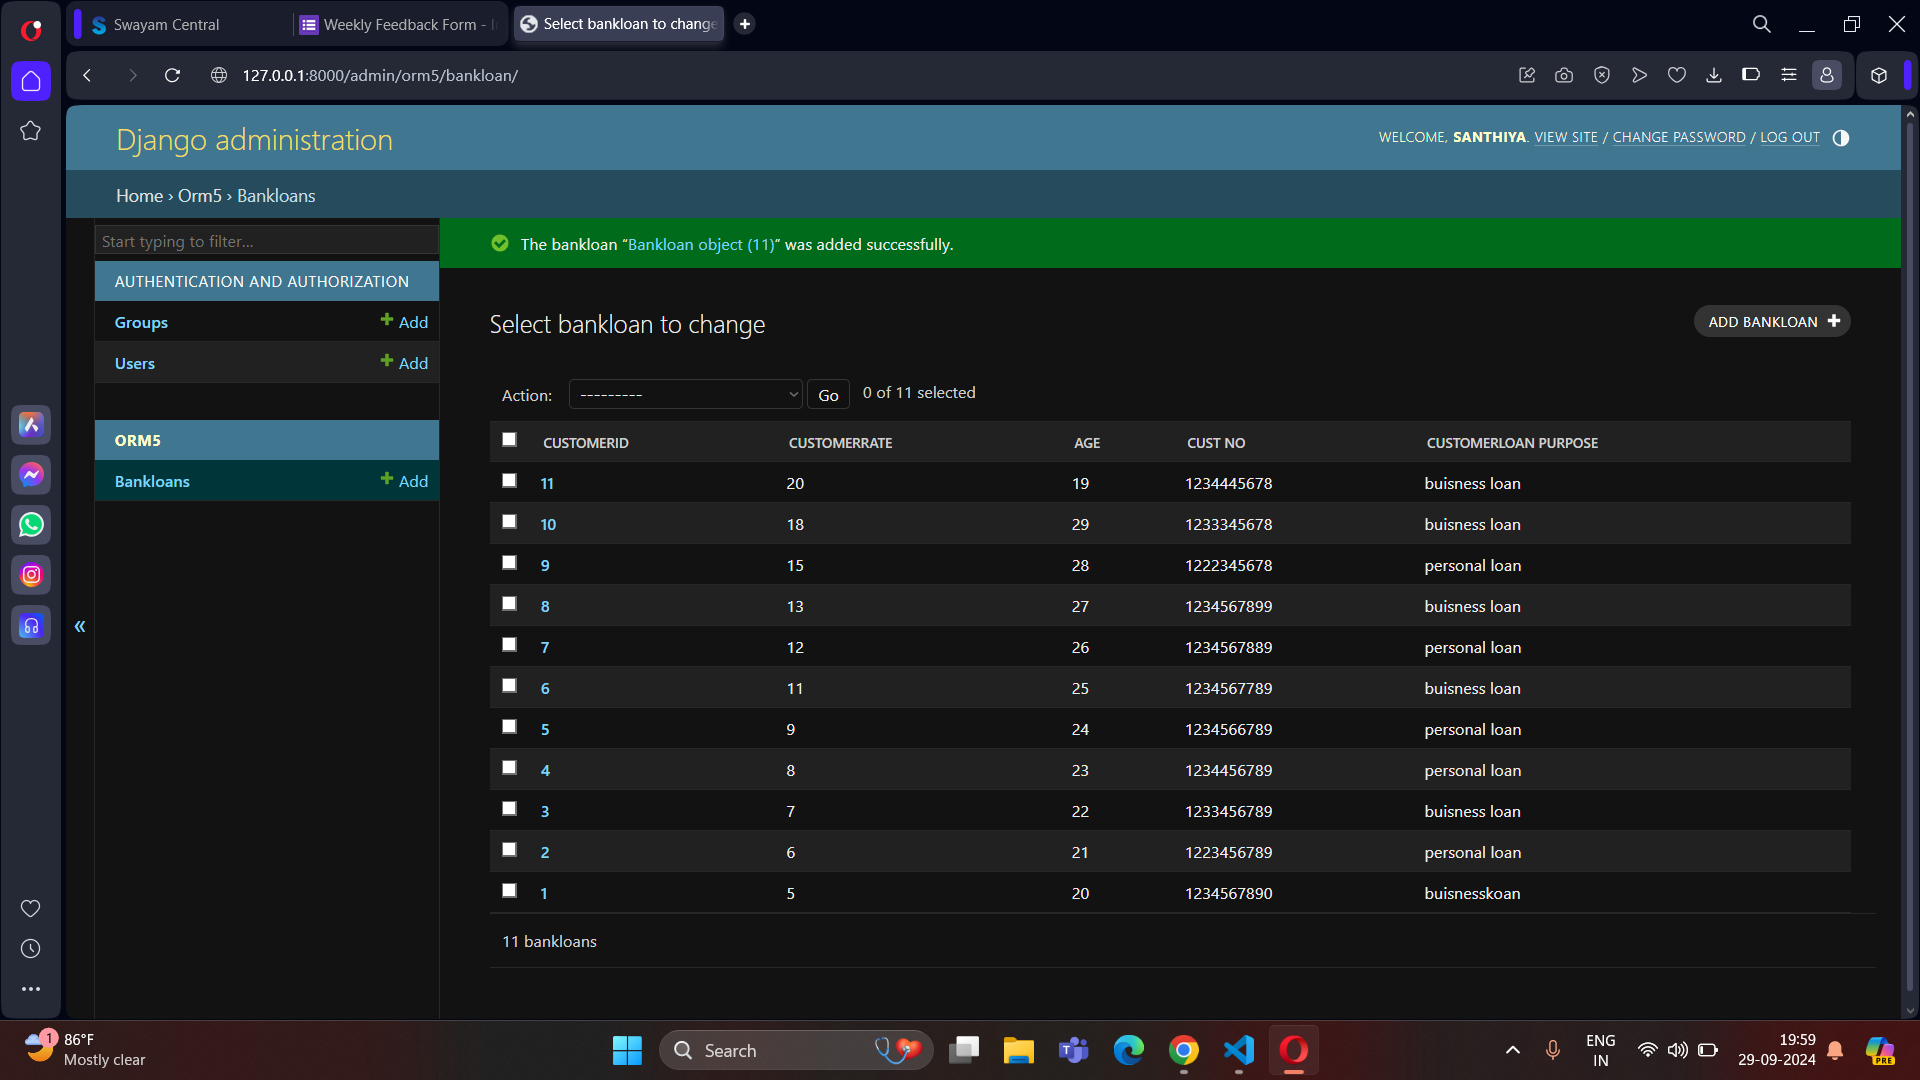 Swayam Central
Weekly Feedback Form - I
Select bankloan to change
127.0.0.1:8000/admin/orm5/bankloan/
Django administration
WELCOME, SANTHIYA. VIEW SITE / CHANGE PASSWORD / LOG OUT
Home › Orm5 › Bankloans
Start typing to filter...
The bankloan “Bankloan object (11)” was added successfully.
AUTHENTICATION AND AUTHORIZATION
Groups + Add
Users + Add
ORM5
Bankloans + Add
«
Select bankloan to change
ADD BANKLOAN +
Action: --------- Go 0 of 11 selected
CUSTOMERID CUSTOMERRATE AGE CUST NO CUSTOMERLOAN PURPOSE
11 20 19 1234445678 buisness loan
10 18 29 1233345678 buisness loan
9 15 28 1222345678 personal loan
8 13 27 1234567899 buisness loan
7 12 26 1234567889 personal loan
6 11 25 1234567789 buisness loan
5 9 24 1234566789 personal loan
4 8 23 1234456789 personal loan
3 7 22 1233456789 buisness loan
2 6 21 1223456789 personal loan
1 5 20 1234567890 buisnesskoan
11 bankloans
1
86°F
Mostly clear
Search
PRE
ENG
IN
19:59
29-09-2024